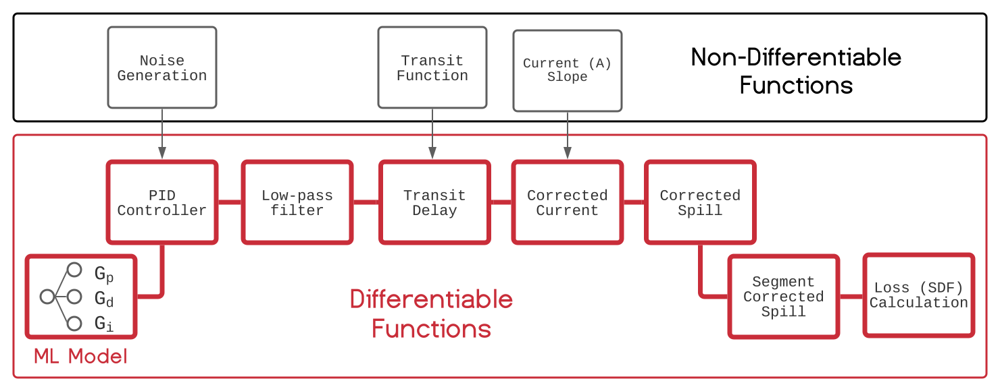 Noise
Generation
Transit
Function
Current (A)
Slope
Non-Differentiable
Functions
PID
Controller
Low-pass
filter
Transit
Delay
Corrected
Current
Corrected
Spill
Gp
Gd
Gi
ML Model
Differentiable
Functions
Segment
Corrected
Spill
Loss (SDF)
Calculation